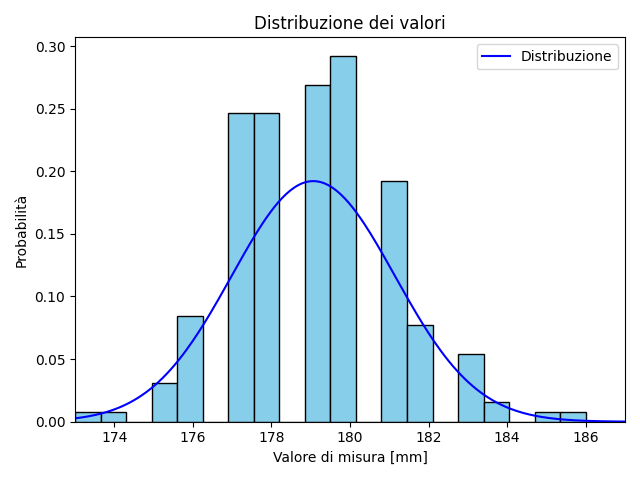 Distribuzione dei valori
Distribuzione
Probabilità
0.30
0.25
0.20
0.15
0.10
0.05
0.00
174 176 178 180 182 184 186
Valore di misura [mm]